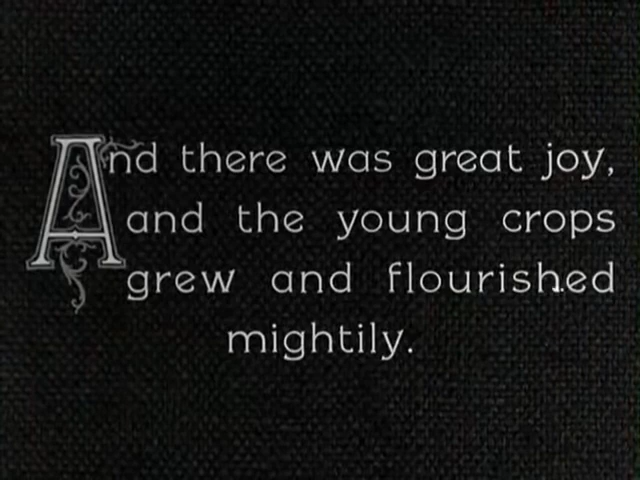 And there was great joy,
and the young crops
grew and flourished
mightily.